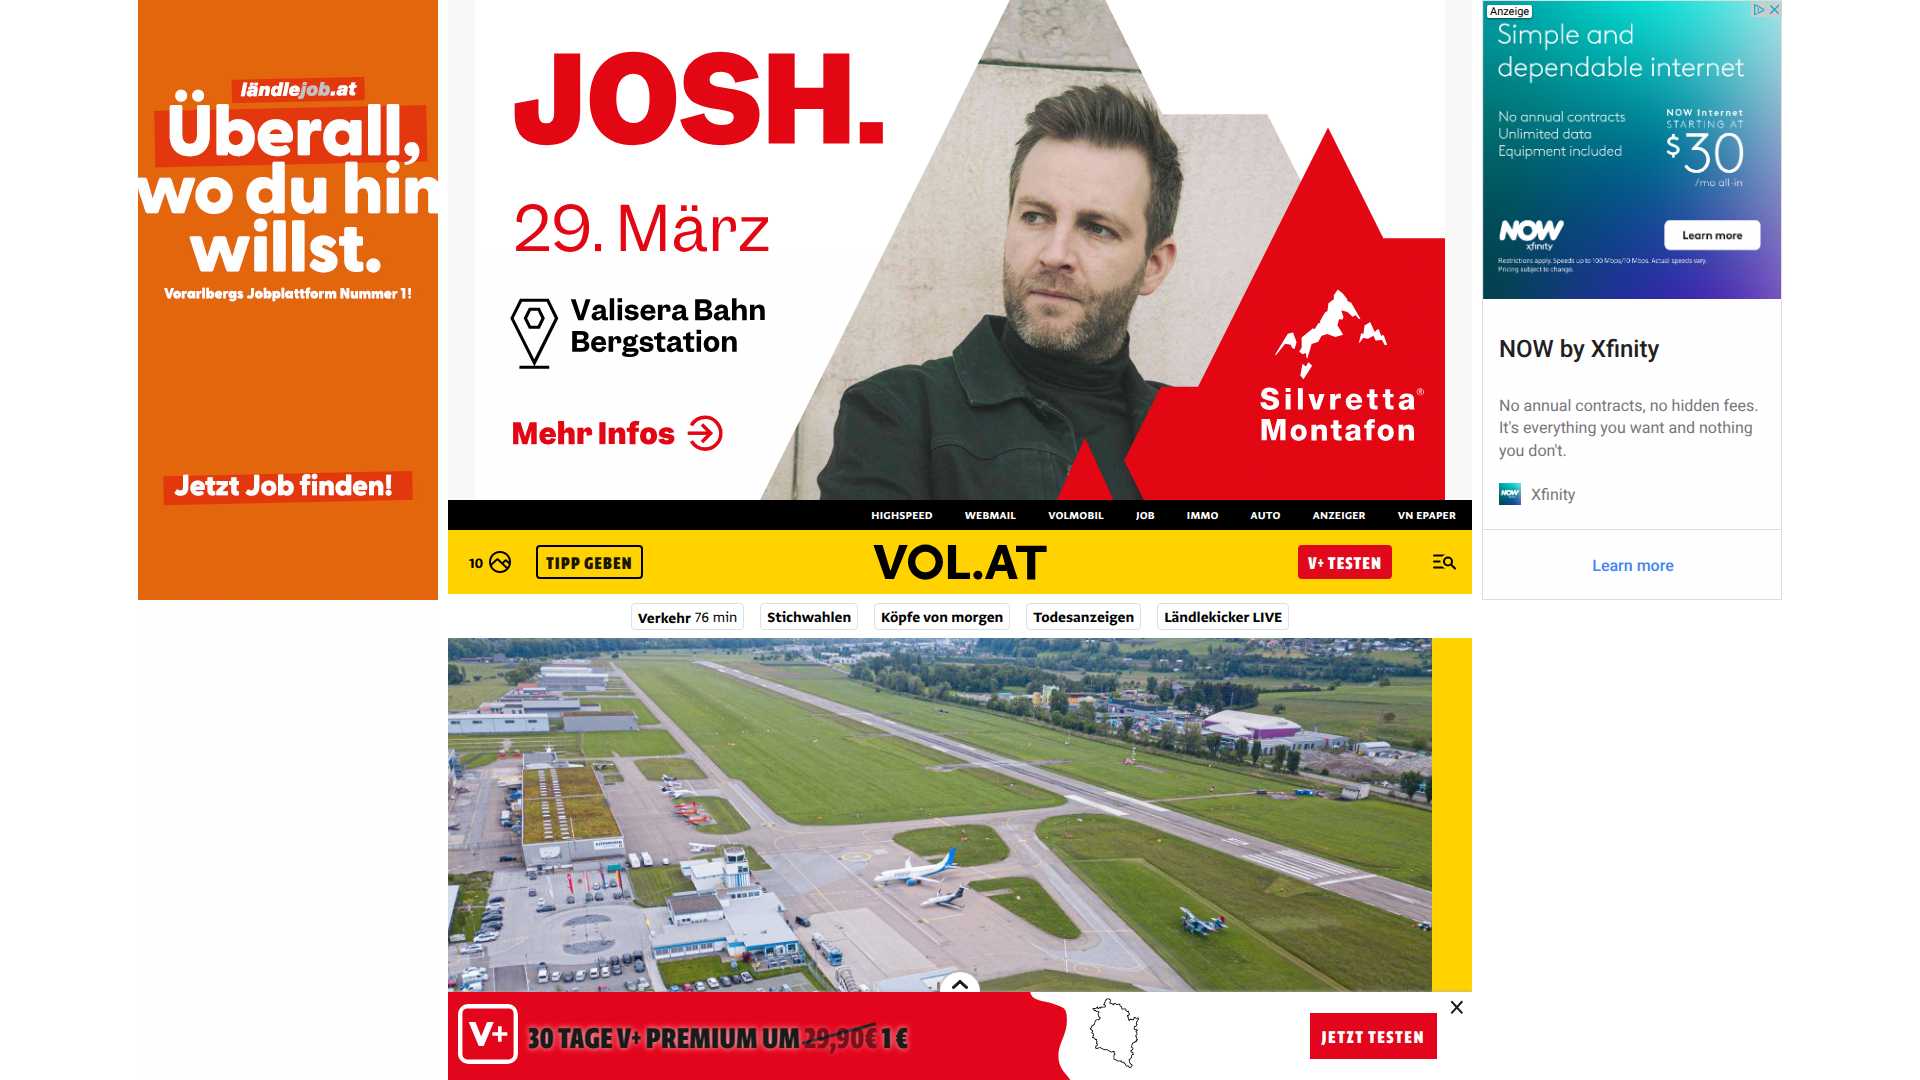 ländlejob.at
Überall,
wo du hin
willst.
Vorarlbergs Jobplattform Nummer 1!
Jetzt Job finden!
JOSH.
29. März
Valisera Bahn
Bergstation
Mehr Infos
Silvretta®
Montafon
Anzeige
Simple and
dependable internet
No annual contracts
Unlimited data
Equipment included
NOW Internet
STARTING AT
$30
/mo all-in
NOW
xfinity
Learn more
Restrictions apply. Speeds up to 100 Mbps/10 Mbps. Actual speeds vary.
Pricing subject to change.
NOW by Xfinity
No annual contracts, no hidden fees.
It's everything you want and nothing
you don't.
NOW
Xfinity
Learn more
HIGHSPEED WEBMAIL VOLMOBIL JOB IMMO AUTO ANZEIGER VN EPAPER
10 TIPP GEBEN VOL.AT V+ TESTEN
Verkehr 76 min Stichwahlen Köpfe von morgen Todesanzeigen Ländlekicker LIVE
V+ 30 TAGE V+ PREMIUM UM 29,90€ 1 € JETZT TESTEN